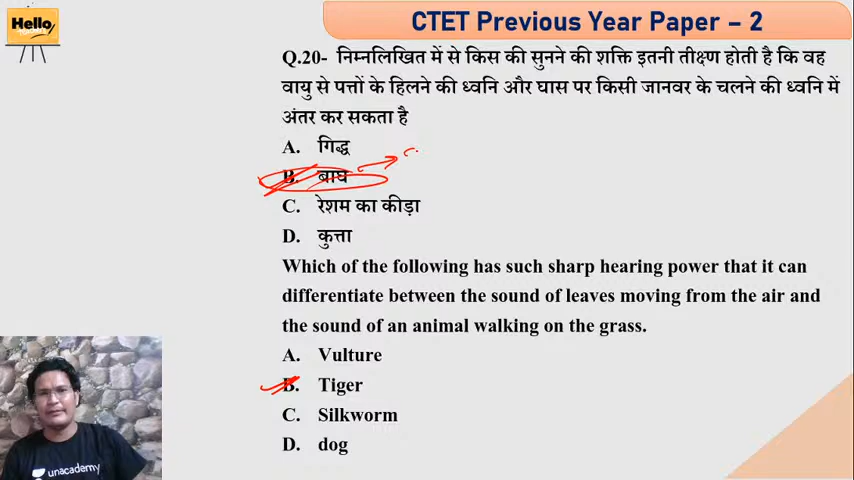 Hello
CTET Previous Year Paper – 2
Q.20- निम्नलिखित में से किस की सुनने की शक्ति इतनी तीक्ष्ण होती है कि वह
वायु से पत्तों के हिलने की ध्वनि और घास पर किसी जानवर के चलने की ध्वनि में
अंतर कर सकता है
A. गिद्ध
B. बाघ
C. रेशम का कीड़ा
D. कुत्ता
Which of the following has such sharp hearing power that it can
differentiate between the sound of leaves moving from the air and
the sound of an animal walking on the grass.
A. Vulture
B. Tiger
C. Silkworm
D. dog
unacademy